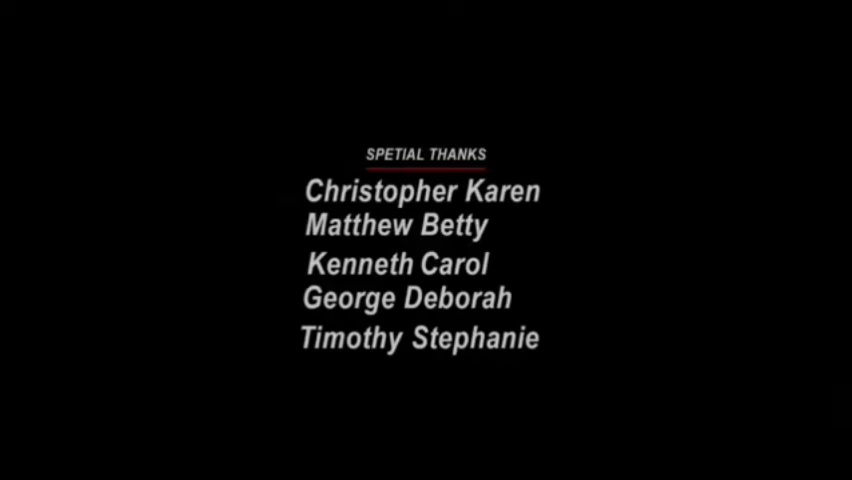 SPETIAL THANKS
Christopher Karen
Matthew Betty
Kenneth Carol
George Deborah
Timothy Stephanie